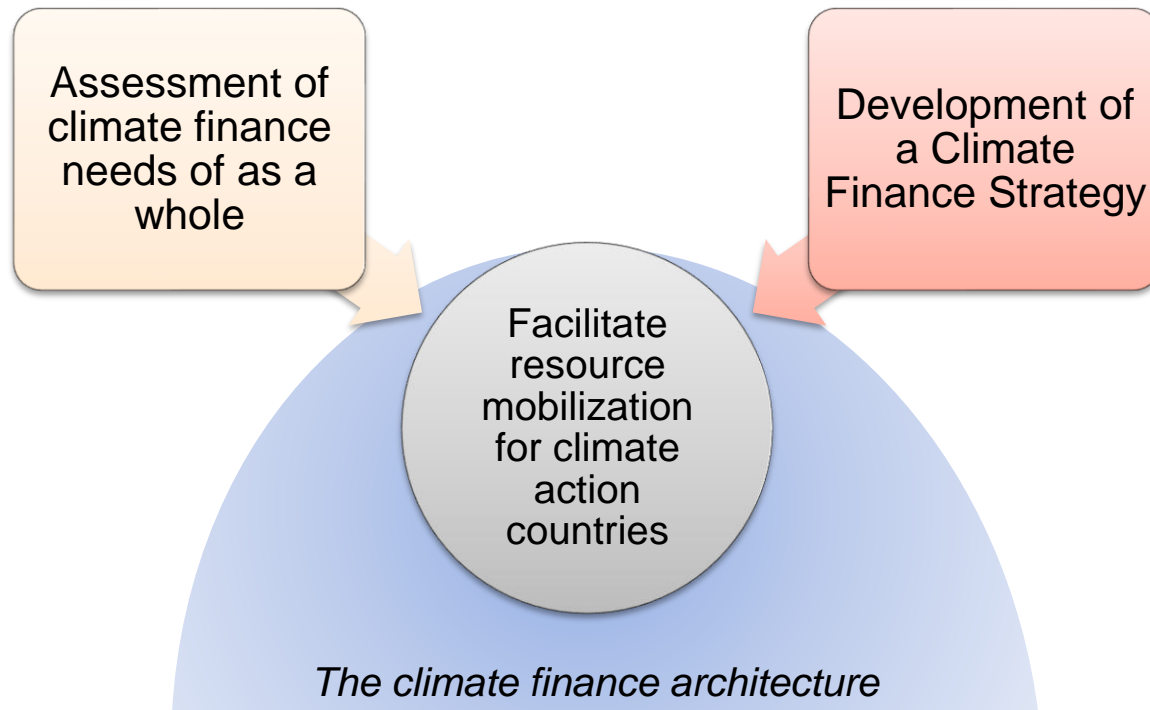 Assessment of
climate finance
needs of as a
whole
Development of
a Climate
Finance Strategy
Facilitate
resource
mobilization
for climate
action
countries
The climate finance architecture